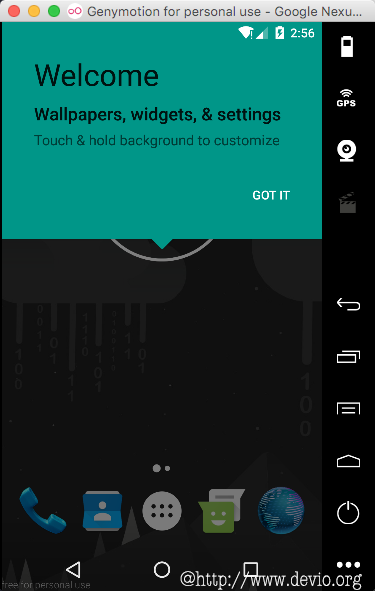 Genymotion for personal use - Google Nexu...
2:56
Welcome
Wallpapers, widgets, & settings
Touch & hold background to customize
GPS
GOT IT
free for personal use
@http://www.devio.org